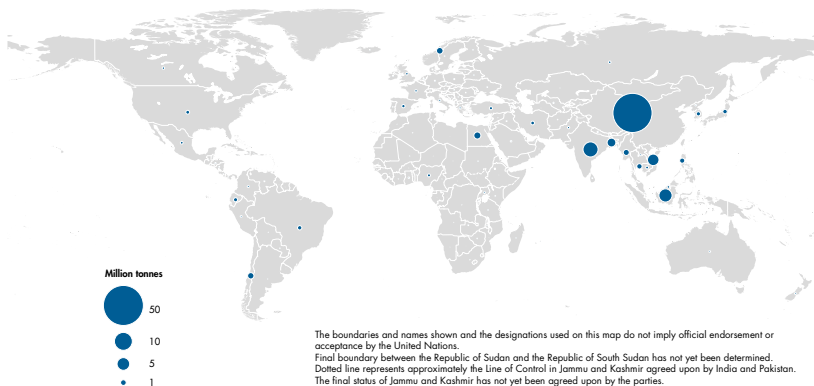 Million tonnes
50
10
5
1
The boundaries and names shown and the designations used on this map do not imply official endorsement or
acceptance by the United Nations.
Final boundary between the Republic of Sudan and the Republic of South Sudan has not yet been determined.
Dotted line represents approximately the Line of Control in Jammu and Kashmir agreed upon by India and Pakistan.
The final status of Jammu and Kashmir has not yet been agreed upon by the parties.